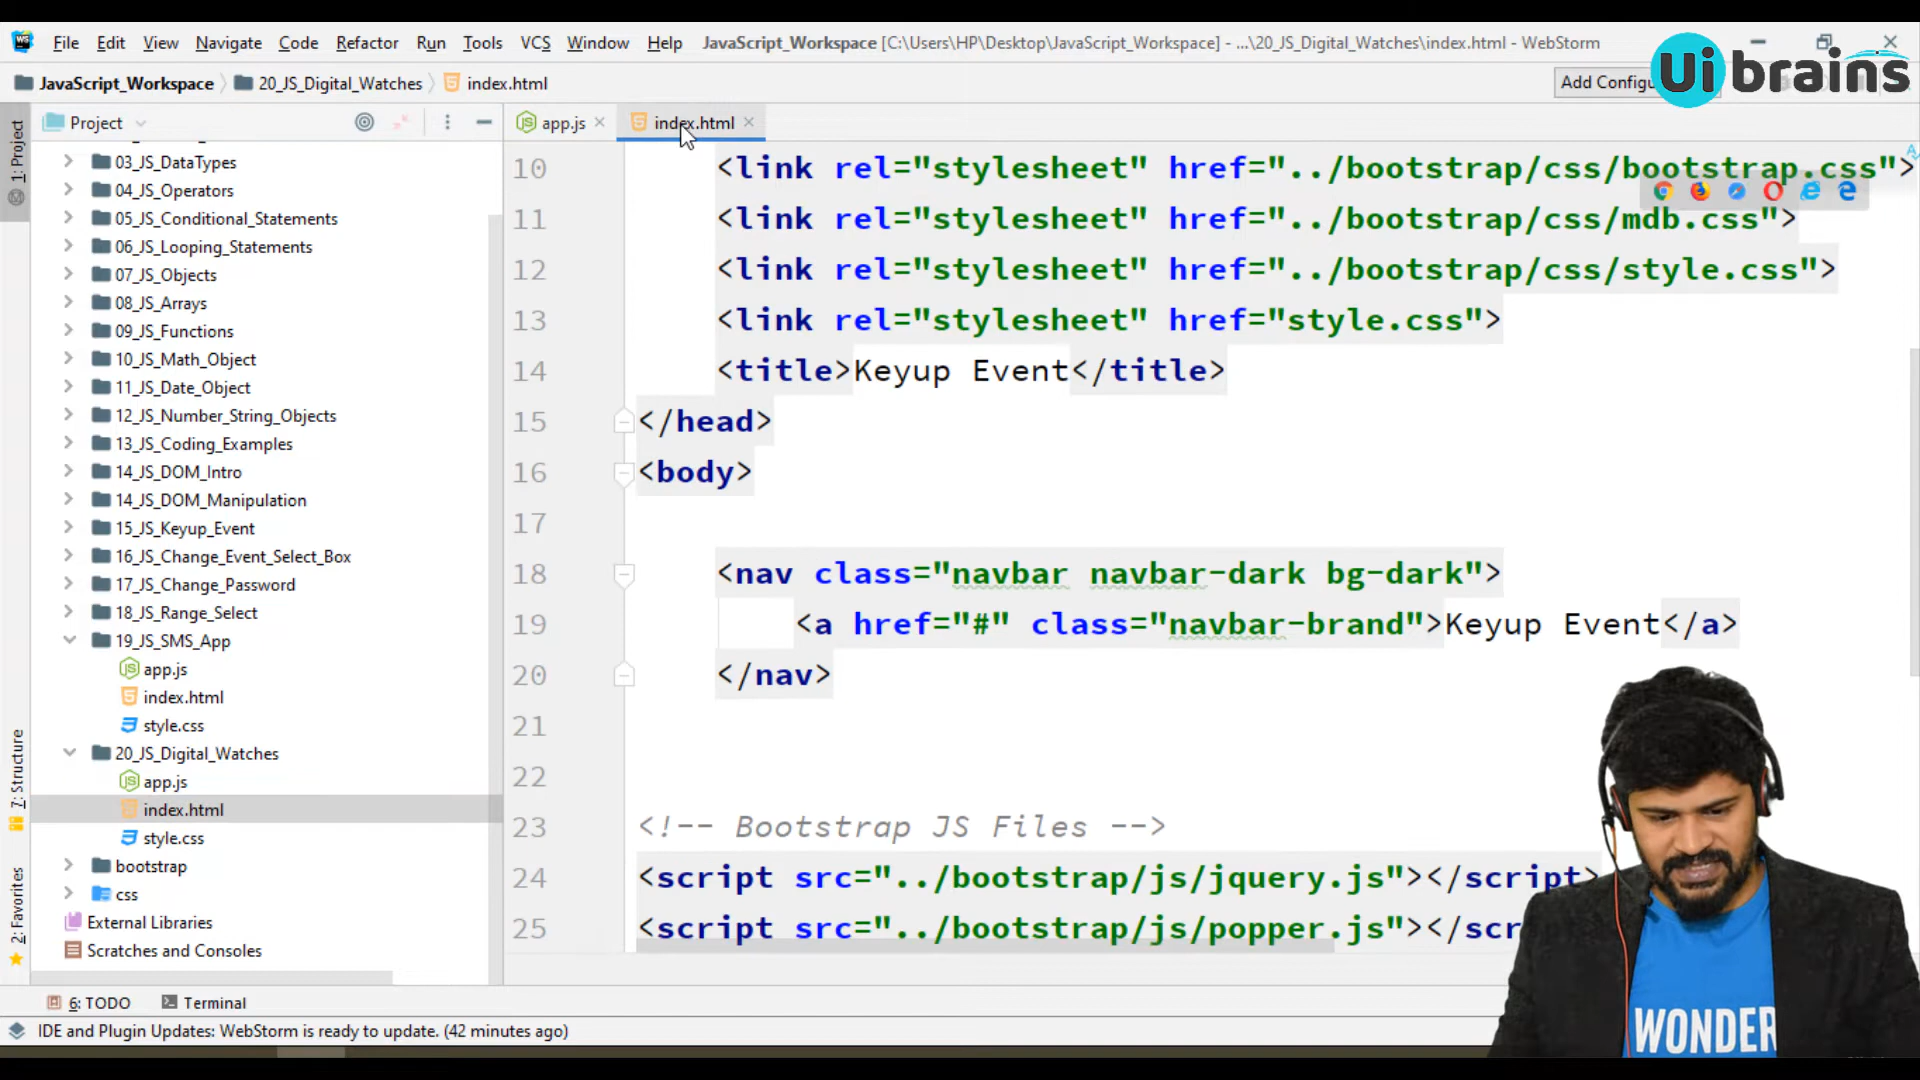 File Edit View Navigate Code Refactor Run Tools VCS Window Help JavaScript_Workspace [C:\Users\HP\Desktop\JavaScript_Workspace] - ...\20_JS_Digital_Watches\index.html - WebStorm
Ui brains
JavaScript_Workspace 20_JS_Digital_Watches index.html
Add Configu
1: Project
Project
app.js
index.html
03_JS_DataTypes
04_JS_Operators
05_JS_Conditional_Statements
06_JS_Looping_Statements
07_JS_Objects
08_JS_Arrays
09_JS_Functions
10_JS_Math_Object
11_JS_Date_Object
12_JS_Number_String_Objects
13_JS_Coding_Examples
14_JS_DOM_Intro
14_JS_DOM_Manipulation
15_JS_Keyup_Event
16_JS_Change_Event_Select_Box
17_JS_Change_Password
18_JS_Range_Select
19_JS_SMS_App
app.js
index.html
style.css
20_JS_Digital_Watches
app.js
index.html
style.css
bootstrap
css
External Libraries
Scratches and Consoles
7: Structure
2: Favorites
10 <link rel="stylesheet" href="../bootstrap/css/bootstrap.css">
11 <link rel="stylesheet" href="../bootstrap/css/mdb.css">
12 <link rel="stylesheet" href="../bootstrap/css/style.css">
13 <link rel="stylesheet" href="style.css">
14 <title>Keyup Event</title>
15 </head>
16 <body>
17
18 <nav class="navbar navbar-dark bg-dark">
19 <a href="#" class="navbar-brand">Keyup Event</a>
20 </nav>
21
22
23 <!-- Bootstrap JS Files -->
24 <script src="../bootstrap/js/jquery.js"></script>
25 <script src="../bootstrap/js/popper.js"></scr
6: TODO Terminal
IDE and Plugin Updates: WebStorm is ready to update. (42 minutes ago)
WONDER